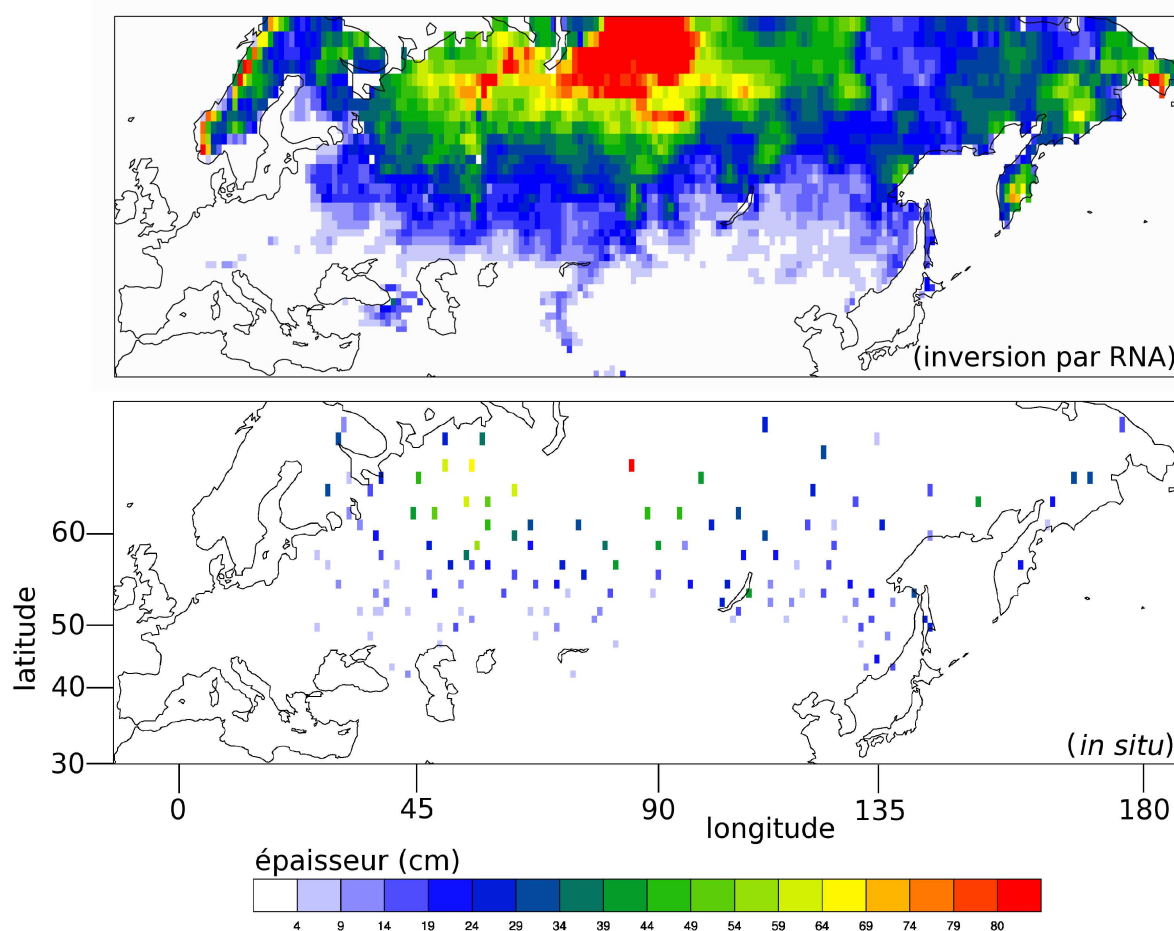 (inversion par RNA)
60
50
40
30
latitude
(in situ)
0 45 90 135 180
longitude
épaisseur (cm)
4 9 14 19 24 29 34 39 44 49 54 59 64 69 74 79 80